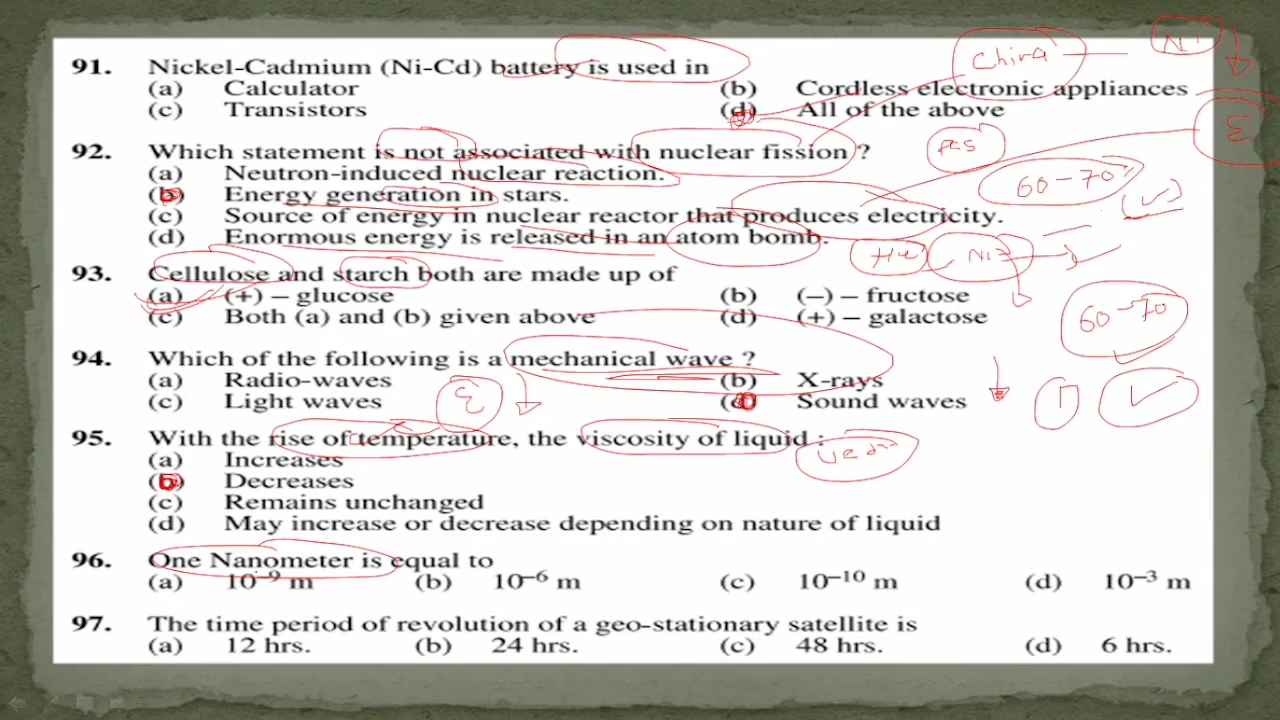 91. Nickel-Cadmium (Ni-Cd) battery is used in
(a) Calculator (b) Cordless electronic appliances
(c) Transistors (d) All of the above
92. Which statement is not associated with nuclear fission ?
(a) Neutron-induced nuclear reaction.
(b) Energy generation in stars.
(c) Source of energy in nuclear reactor that produces electricity.
(d) Enormous energy is released in an atom bomb.
93. Cellulose and starch both are made up of
(a) (+) – glucose (b) (–) – fructose
(c) Both (a) and (b) given above (d) (+) – galactose
94. Which of the following is a mechanical wave ?
(a) Radio-waves (b) X-rays
(c) Light waves (d) Sound waves
95. With the rise of temperature, the viscosity of liquid :
(a) Increases
(b) Decreases
(c) Remains unchanged
(d) May increase or decrease depending on nature of liquid
96. One Nanometer is equal to
(a) 10⁻⁹ m (b) 10⁻⁶ m (c) 10⁻¹⁰ m (d) 10⁻³ m
97. The time period of revolution of a geo-stationary satellite is
(a) 12 hrs. (b) 24 hrs. (c) 48 hrs. (d) 6 hrs.
China
60-70%
60-70